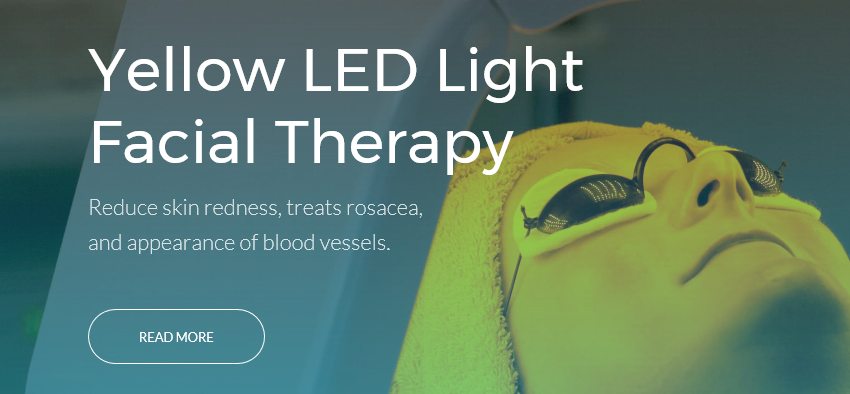 Yellow LED Light
Facial Therapy
Reduce skin redness, treats rosacea,
and appearance of blood vessels.
READ MORE